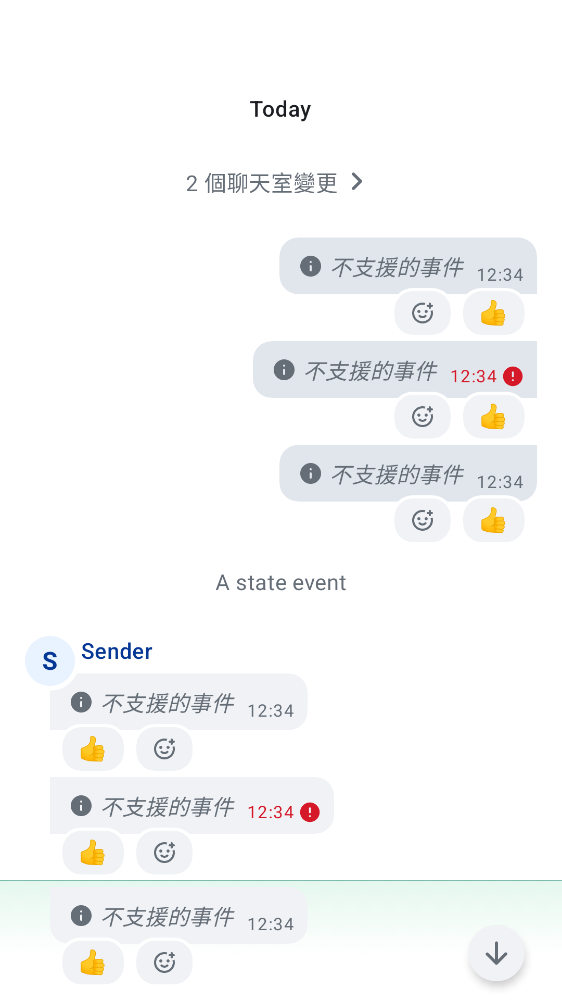 Today
2 個聊天室變更
不支援的事件 12:34
👍
不支援的事件 12:34
👍
不支援的事件 12:34
👍
A state event
S Sender
不支援的事件 12:34
👍
不支援的事件 12:34
👍
不支援的事件 12:34
👍